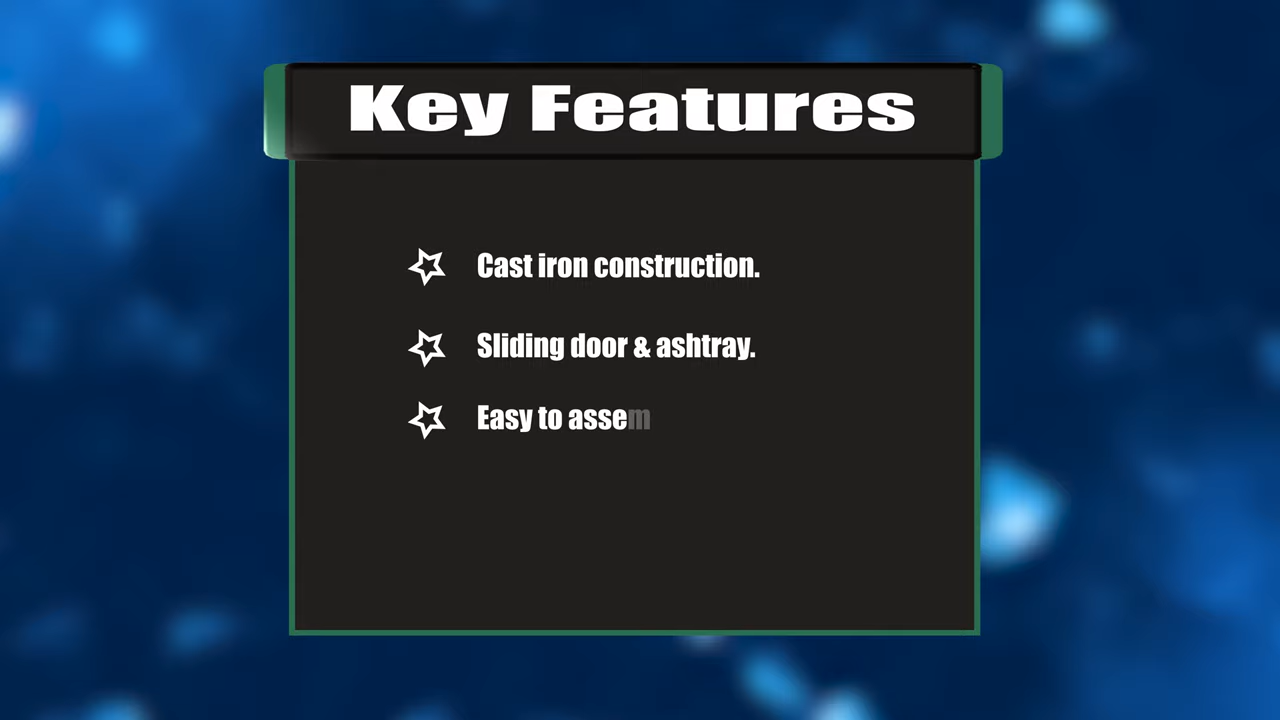 Key Features
Cast iron construction.
Sliding door & ashtray.
Easy to assem